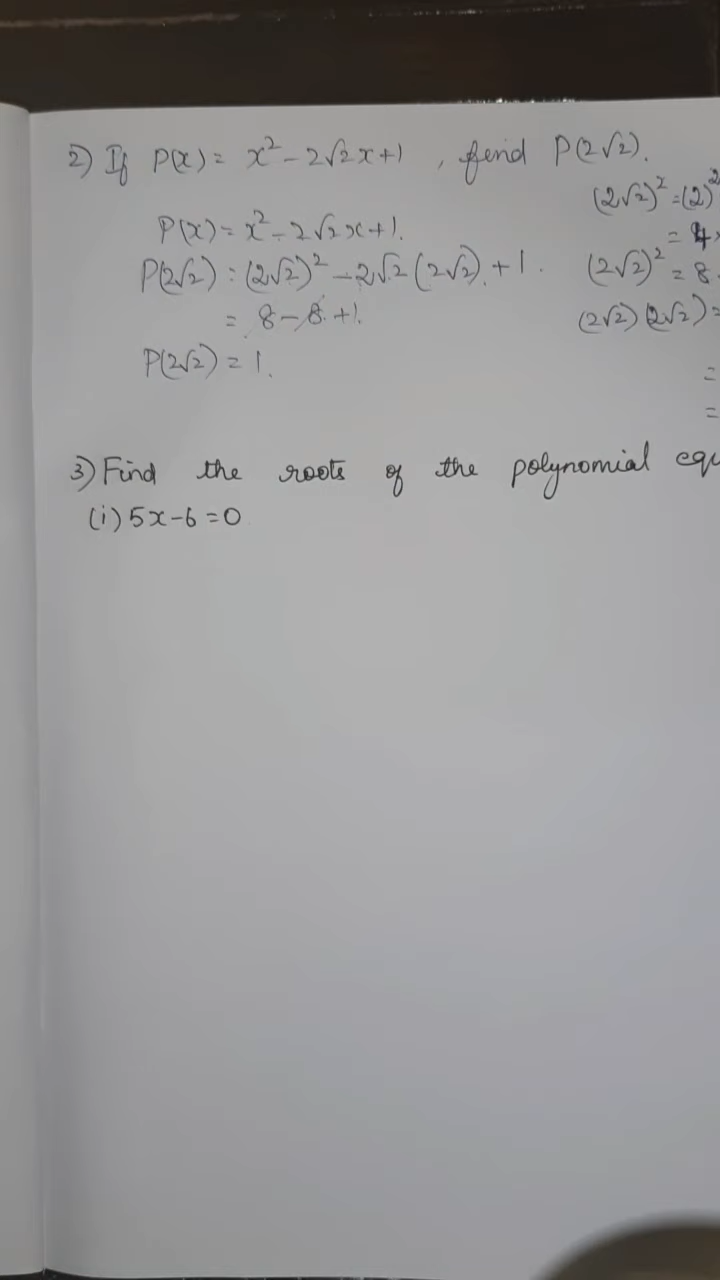 2) If P(x) = x² - 2√2x+1 , find P(2√2).
P(x) = x² - 2√2x+1.
P(2√2) = (2√2)² - 2√2(2√2) + 1.
= 8 - 8 + 1.
P(2√2) = 1.
(2√2)² = (2)²
= 4×
(2√2)² = 8
(2√2)(2√2) =
=
=
3) Find the roots of the polynomial equ
(i) 5x-6=0